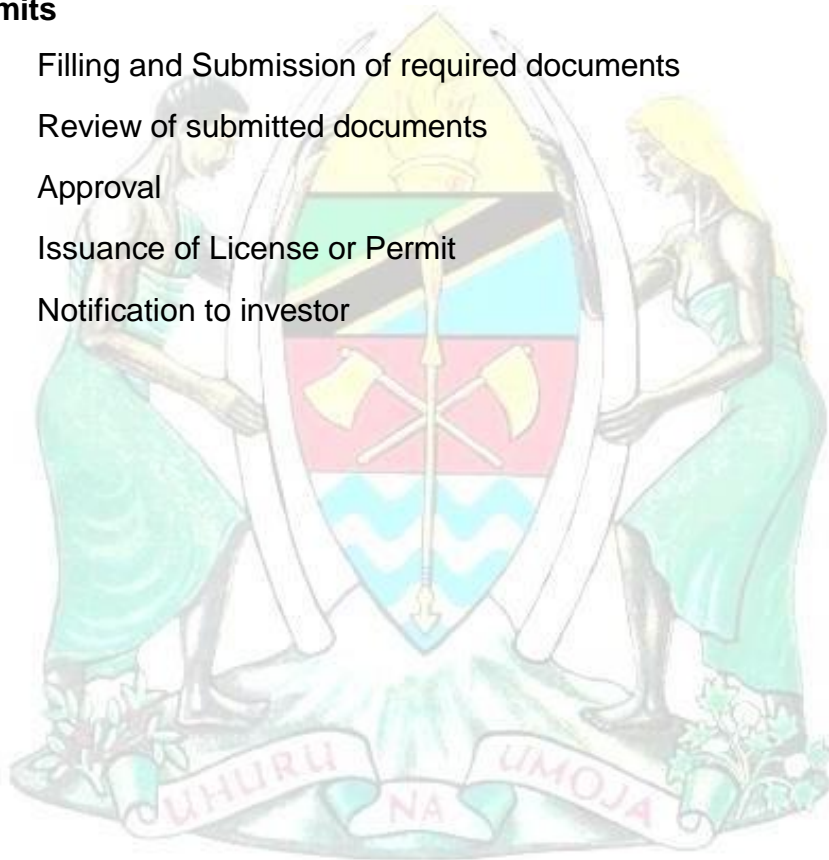 mits
Filling and Submission of required documents
Review of submitted documents
Approval
Issuance of License or Permit
Notification to investor
UHURU NA UMOJA